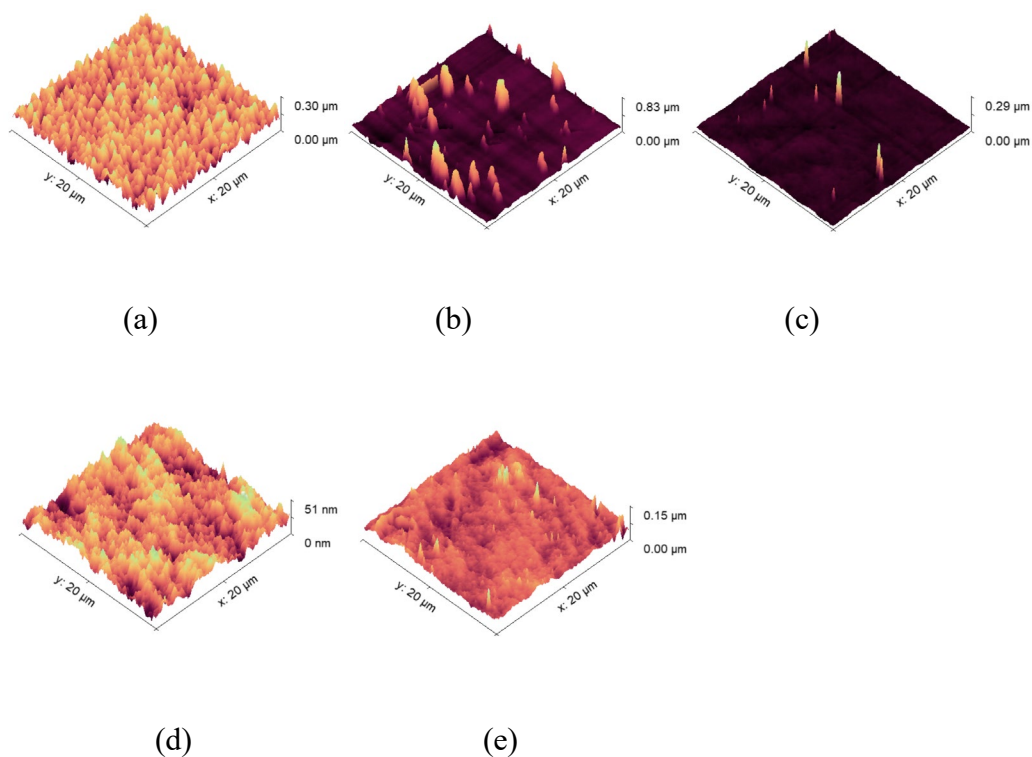 0.30 µm
0.00 µm
y: 20 µm
x: 20 µm
(a)
0.83 µm
0.00 µm
y: 20 µm
x: 20 µm
(b)
0.29 µm
0.00 µm
y: 20 µm
x: 20 µm
(c)
51 nm
0 nm
y: 20 µm
x: 20 µm
(d)
0.15 µm
0.00 µm
y: 20 µm
x: 20 µm
(e)